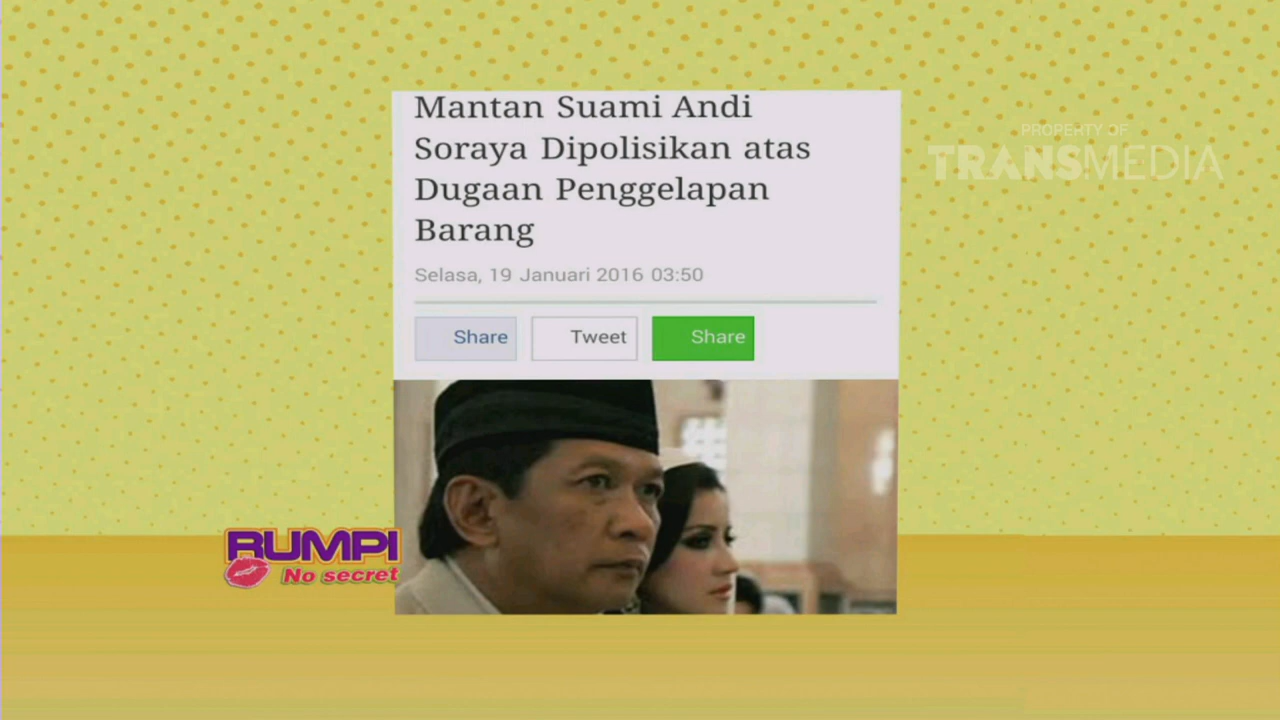 Mantan Suami Andi
Soraya Dipolisikan atas
Dugaan Penggelapan
Barang
Selasa, 19 Januari 2016 03:50
Share
Tweet
Share
PROPERTY OF
TRANSMEDIA
RUMPI
No secret